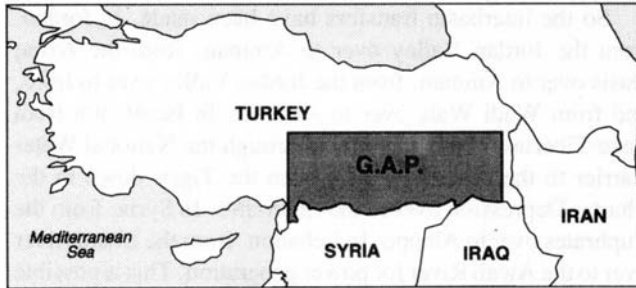 TURKEY
G.A.P.
Mediterranean
Sea
SYRIA
IRAQ
IRAN